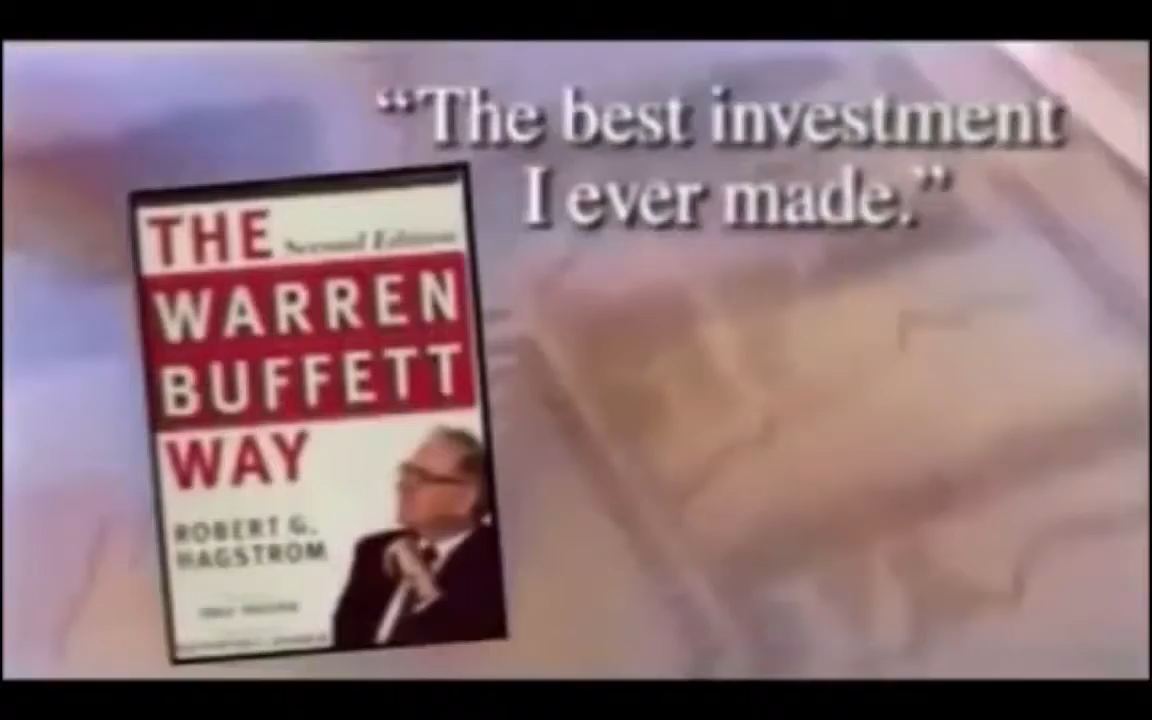 “The best investment
I ever made.”
THE
Second Edition
WARREN
BUFFETT
WAY
ROBERT G.
HAGSTROM